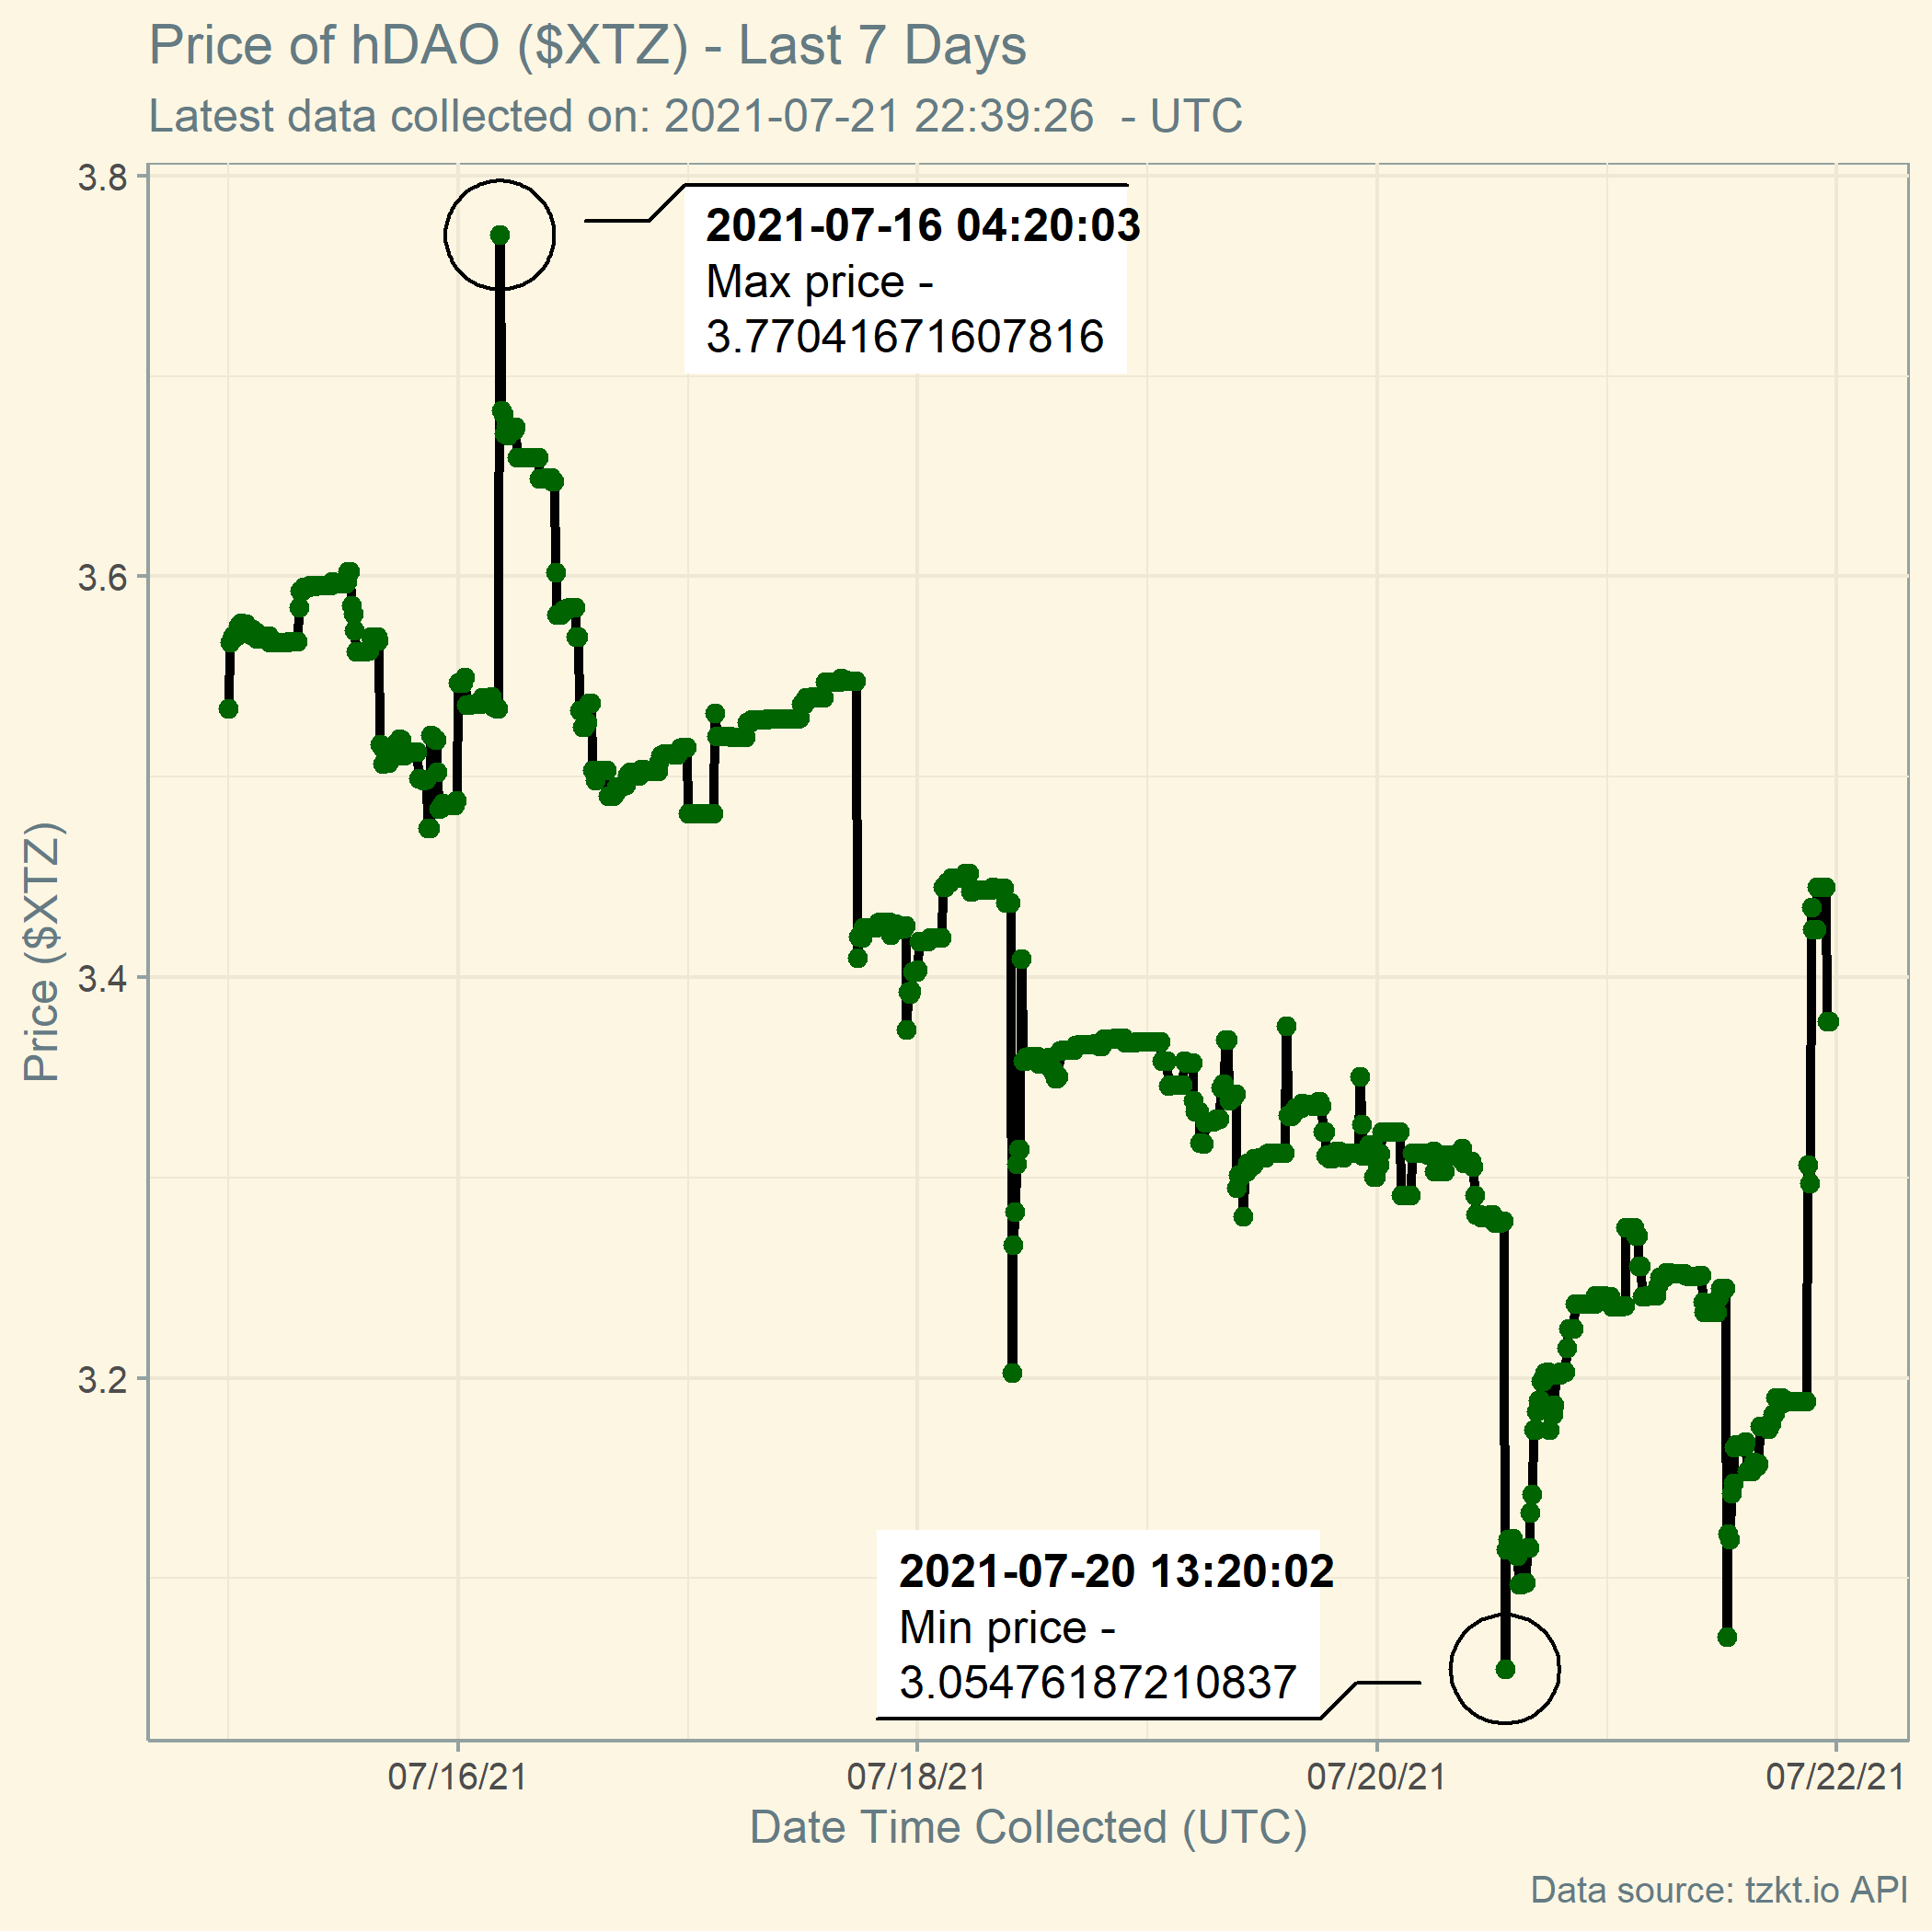 Price of hDAO ($XTZ) - Last 7 Days
Latest data collected on: 2021-07-21 22:39:26  - UTC
3.8
2021-07-16 04:20:03
Max price -
3.77041671607816
3.6
Price ($XTZ)
3.4
3.2
2021-07-20 13:20:02
Min price -
3.05476187210837
07/16/21
07/18/21
07/20/21
07/22/21
Date Time Collected (UTC)
Data source: tzkt.io API